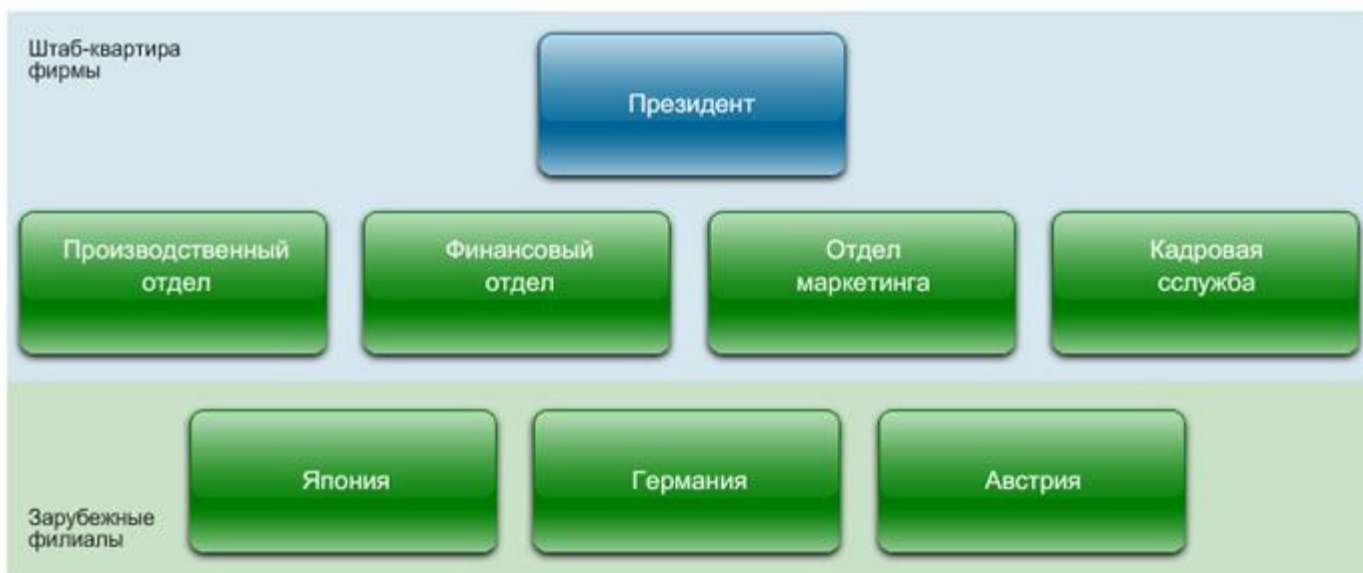 Штаб-квартира
фирмы
Президент
Производственный
отдел
Финансовый
отдел
Отдел
маркетинга
Кадровая
сслужба
Япония
Германия
Австрия
Зарубежные
филиалы